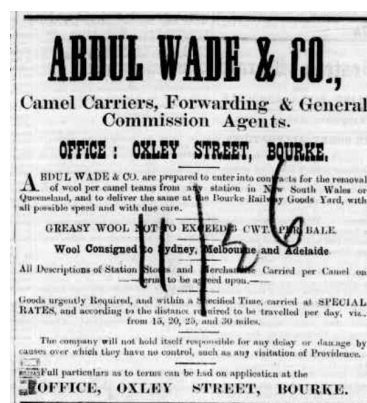 ABDUL WADE & CO.,
Camel Carriers, Forwarding & General
Commission Agents.
OFFICE: OXLEY STREET, BOURKE.
ABDUL WADE & CO. are prepared to enter into contracts for the removal
of wool per camel teams from any station in New South Wales or
Queensland, and to deliver the same at the Bourke Railway Goods Yard, with
all possible speed and with due care.
GREASY WOOL NOT TO EXCEED CWT. PER BALE.
Wool Consigned to Sydney, Melbourne and Adelaide
All Descriptions of Station Stores and Merchandise Carried per Camel on
terms to be agreed upon.—
Goods urgently Required, and within a Specified Time, carried at SPECIAL
RATES, and according to the distance required to be travelled per day, viz.,
from 15, 20, 25, and 30 miles.
The company will not hold itself responsible for any delay or damage by
causes over which they have no control, such as any visitation of Providence.
Full particulars as to terms can be had on application at the
OFFICE, OXLEY STREET, BOURKE.